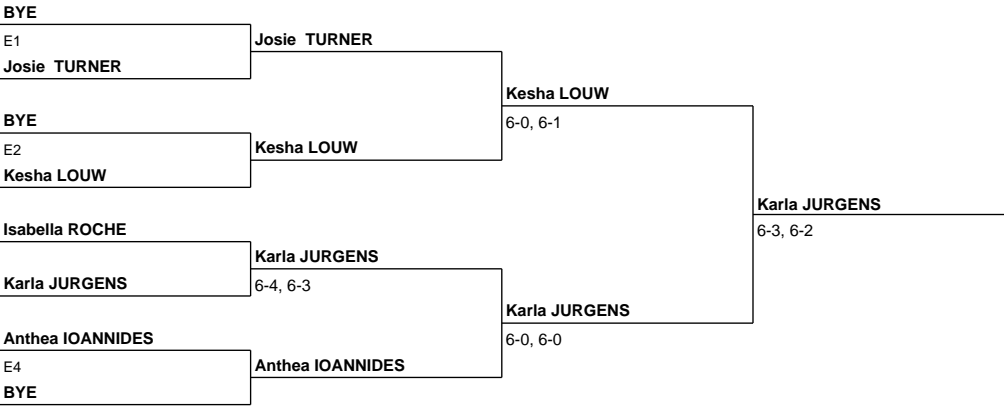 BYE
E1
Josie TURNER
Josie TURNER
BYE
E2
Kesha LOUW
Kesha LOUW
Kesha LOUW
6-0, 6-1
Isabella ROCHE
Karla JURGENS
Karla JURGENS
6-4, 6-3
Anthea IOANNIDES
E4
BYE
Anthea IOANNIDES
Karla JURGENS
6-0, 6-0
Karla JURGENS
6-3, 6-2